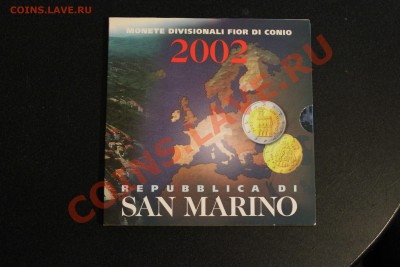 COINS.LAVE.RU
MONETE DIVISIONALI FIOR DI CONIO
2002
REPUBBLICA DI
SAN MARINO
COINS.LAVE.RU